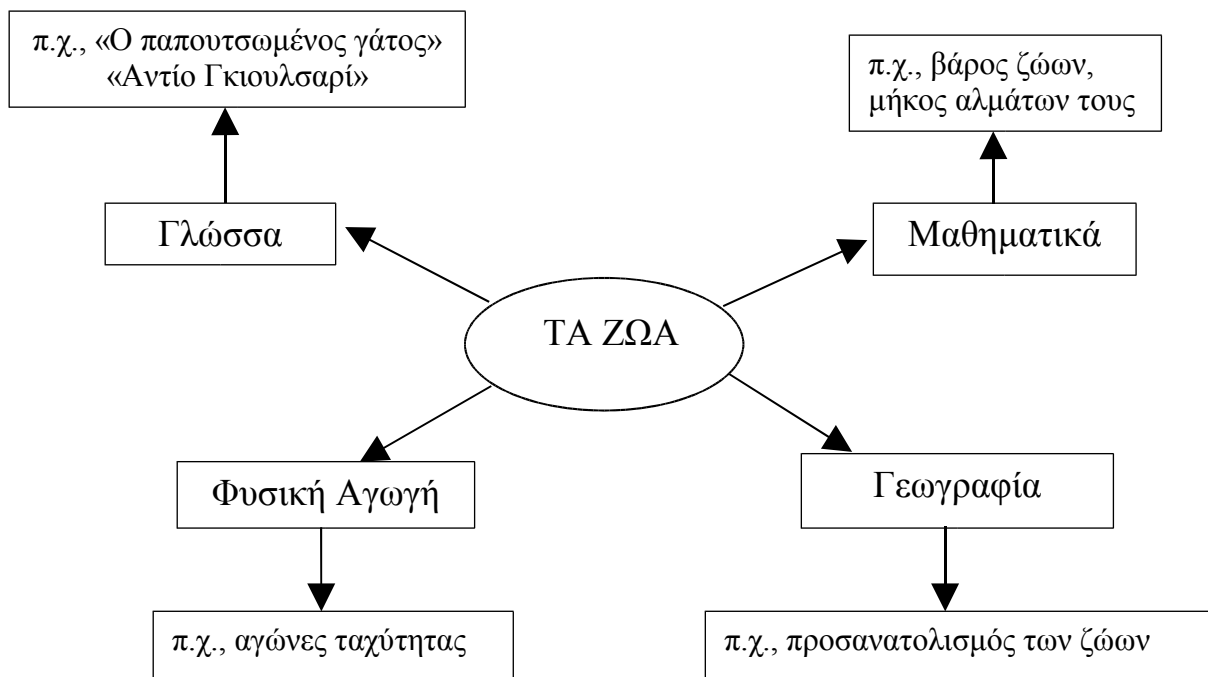 π.χ., «Ο παπουτσωμένος γάτος»
«Αντίο Γκιουλσαρί»
π.χ., βάρος ζώων,
μήκος αλμάτων τους
Γλώσσα
Μαθηματικά
ΤΑ ΖΩΑ
Φυσική Αγωγή
Γεωγραφία
π.χ., αγώνες ταχύτητας
π.χ., προσανατολισμός των ζώων